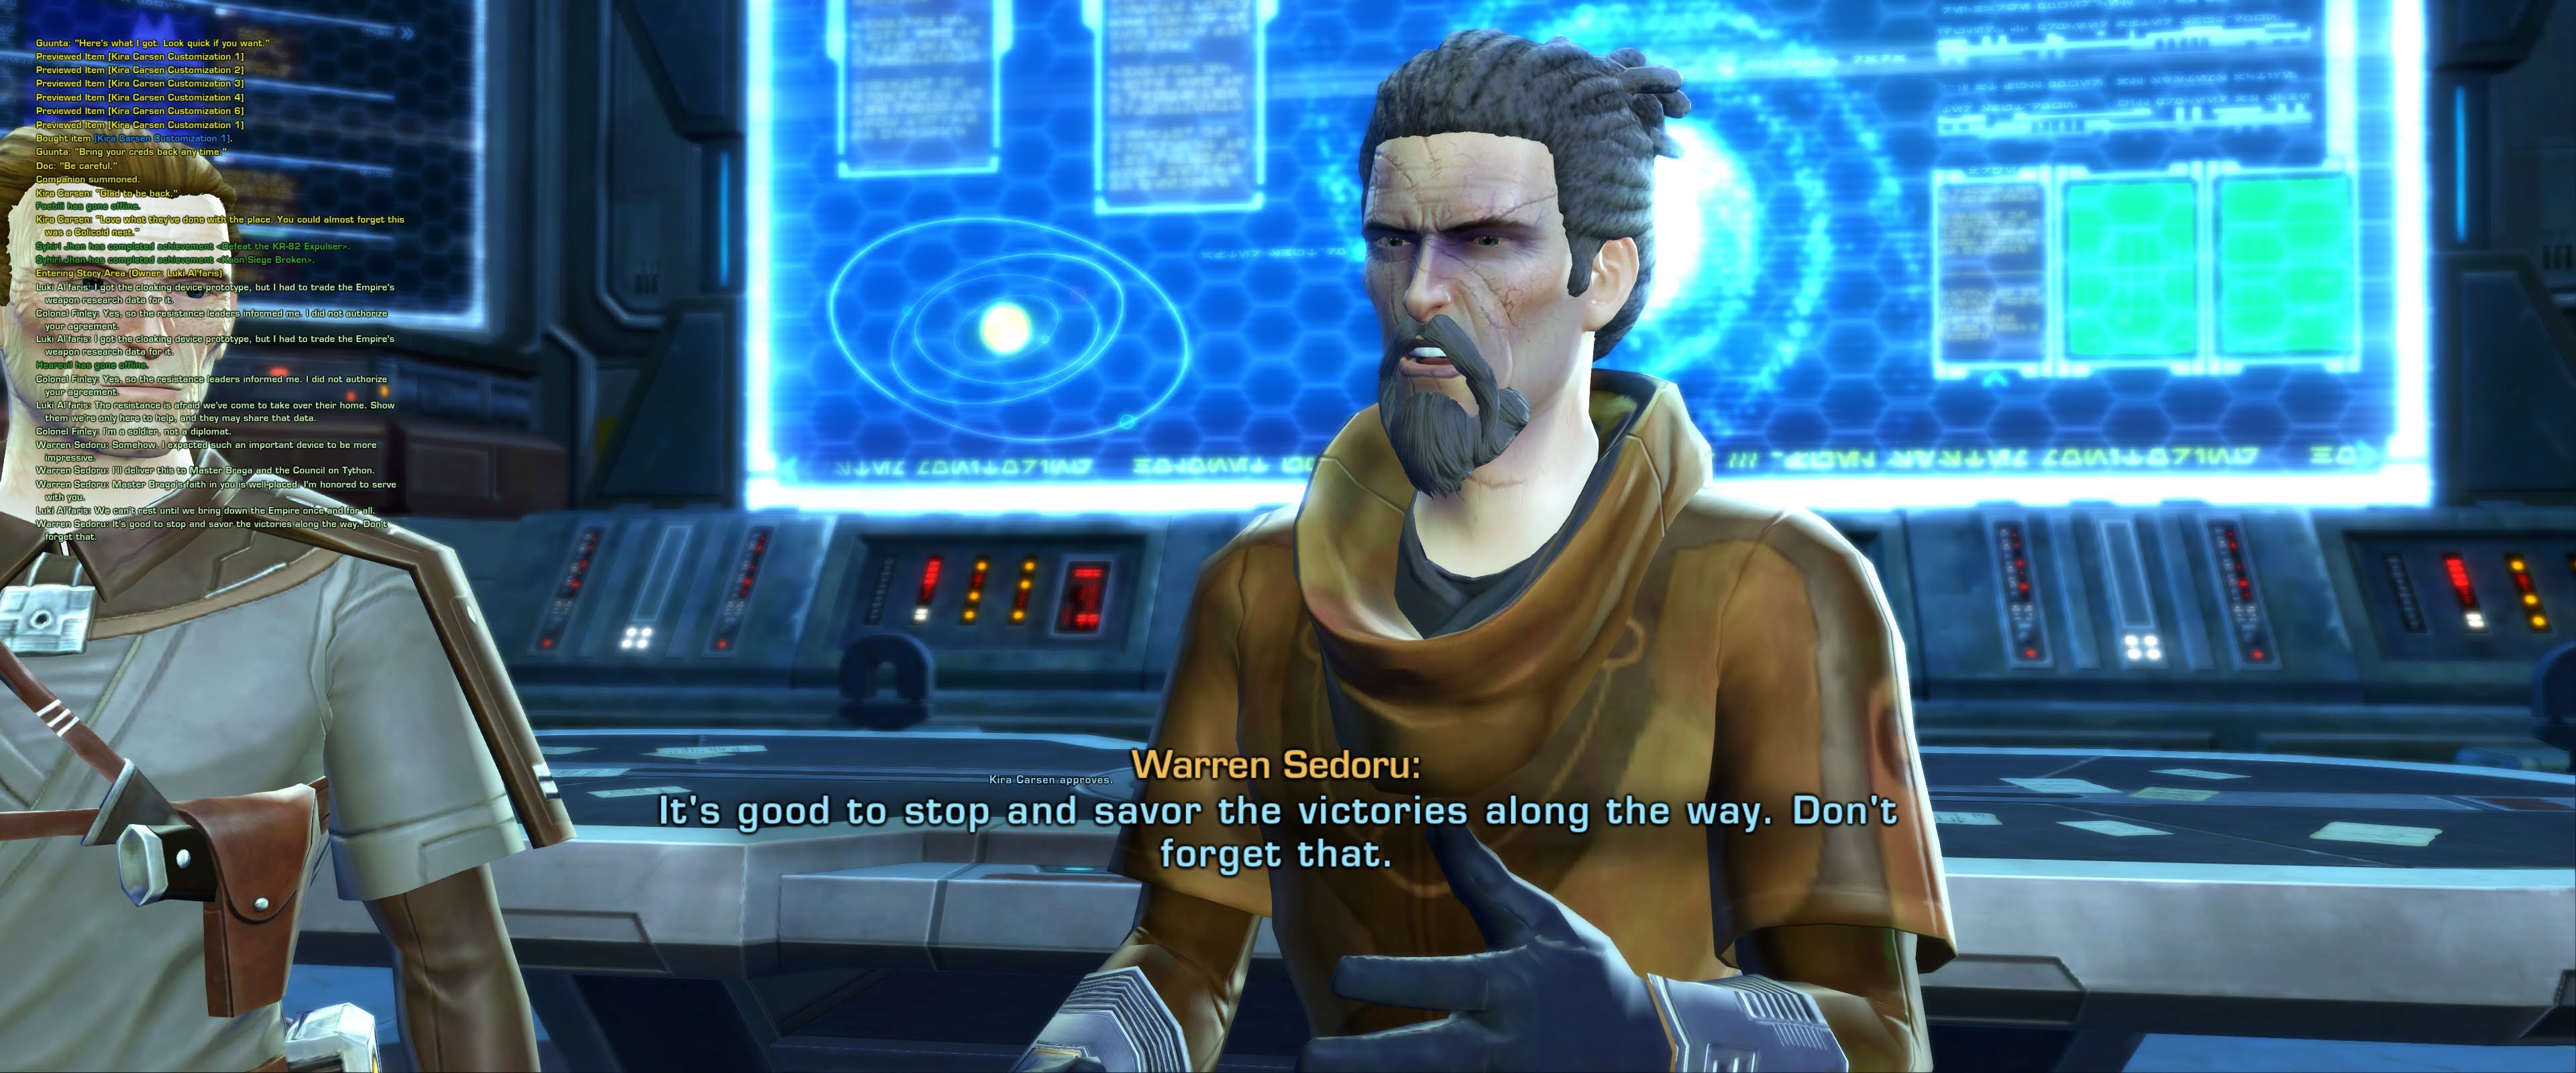 Guunta: "Here's what I got. Look quick if you want."
Previewed Item [Kira Carsen Customization 1]
Previewed Item [Kira Carsen Customization 2]
Previewed Item [Kira Carsen Customization 3]
Previewed Item [Kira Carsen Customization 4]
Previewed Item [Kira Carsen Customization 6]
Previewed Item [Kira Carsen Customization 1]
Bought item [Kira Carsen Customization 1].
Guunta: "Bring your creds back any time."
Doc: "Be careful."
Companion summoned.
Kira Carsen: "Glad to be back."
has gone offline.
Kira Carsen: "Love what they've done with the place. You could almost forget this
was a Colicoid nest."
Syhiri Jhan has completed achievement <Defeat the KR-82 Expulser>.
Syhiri Jhan has completed achievement <Kaon Siege Broken>.
Entering Story Area (Owner: Luki Al'faris)
Luki Al'faris: I got the cloaking device prototype, but I had to trade the Empire's
weapon research data for it.
Colonel Finley: Yes, so the resistance leaders informed me. I did not authorize
your agreement.
Luki Al'faris: I got the cloaking device prototype, but I had to trade the Empire's
weapon research data for it.
Hearevil has gone offline.
Colonel Finley: Yes, so the resistance leaders informed me. I did not authorize
your agreement.
Luki Al'faris: The resistance is afraid we've come to take over their home. Show
them we're only here to help, and they may share that data.
Colonel Finley: I'm a soldier, not a diplomat.
Warren Sedoru: Somehow, I expected such an important device to be more
impressive.
Warren Sedoru: I'll deliver this to Master Braga and the Council on Tython.
Warren Sedoru: Master Braga's faith in you is well-placed. I'm honored to serve
with you.
Luki Al'faris: We can't rest until we bring down the Empire once and for all.
Warren Sedoru: It's good to stop and savor the victories along the way. Don't
forget that.
Warren Sedoru:
Kira Carsen approves.
It's good to stop and savor the victories along the way. Don't
forget that.